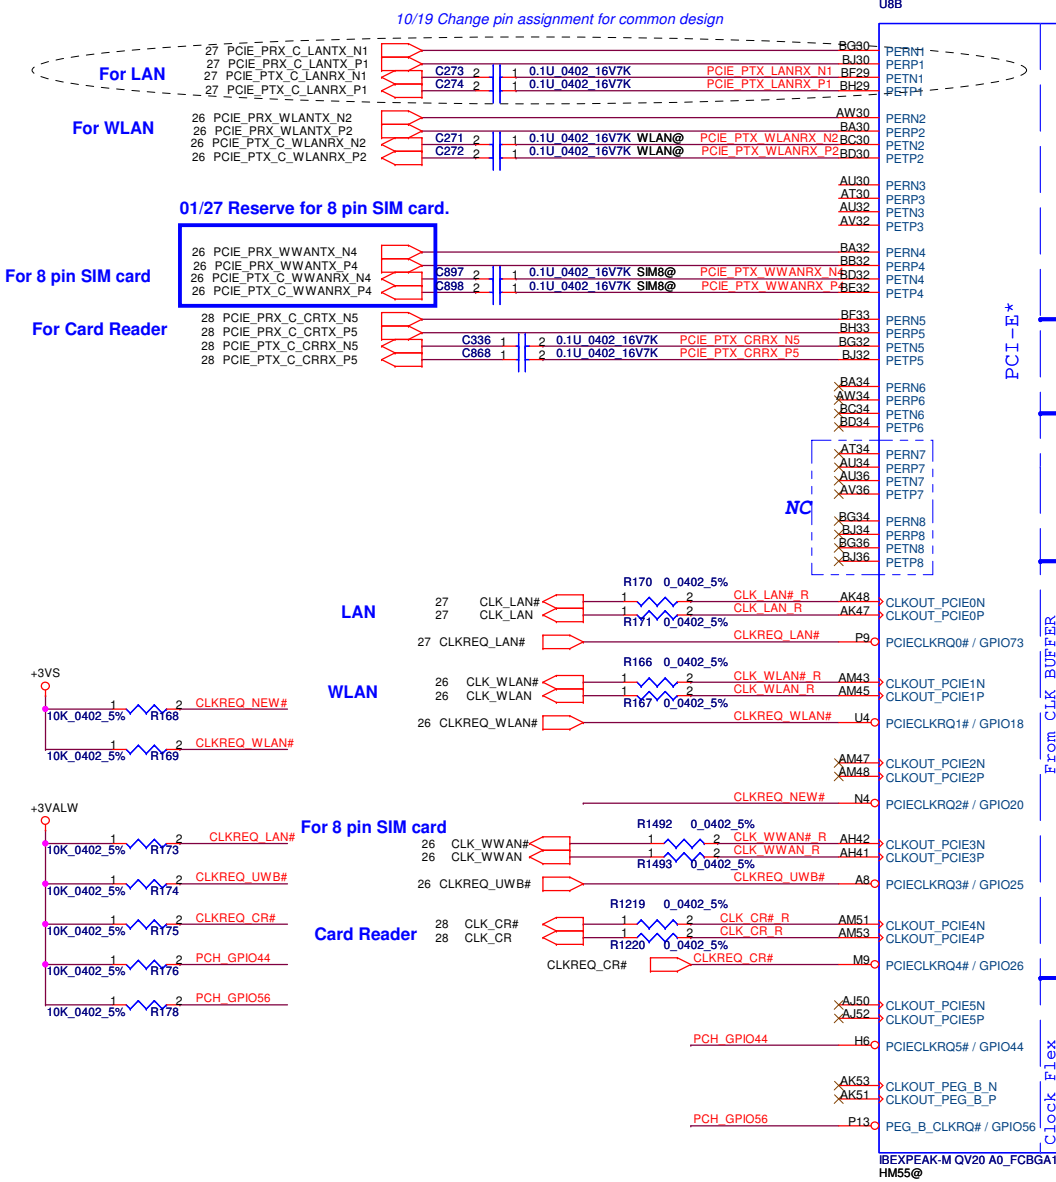 U8B
10/19 Change pin assignment for common design
27 PCIE_PRX_C_LANTX_N1 BG30 PERN1
27 PCIE_PRX_C_LANTX_P1 BJ30 PERP1
For LAN
27 PCIE_PTX_C_LANRX_N1 C273 2 1 0.1U_0402_16V7K PCIE_PTX_LANRX_N1 BF29 PETN1
27 PCIE_PTX_C_LANRX_P1 C274 2 1 0.1U_0402_16V7K PCIE_PTX_LANRX_P1 BH29 PETP1
For WLAN
26 PCIE_PRX_WLANTX_N2 AW30 PERN2
26 PCIE_PRX_WLANTX_P2 BA30 PERP2
26 PCIE_PTX_C_WLANRX_N2 C271 2 1 0.1U_0402_16V7K WLAN@ PCIE_PTX_WLANRX_N2 BC30 PETN2
26 PCIE_PTX_C_WLANRX_P2 C272 2 1 0.1U_0402_16V7K WLAN@ PCIE_PTX_WLANRX_P2 BD30 PETP2
AU30 PERN3
AT30 PERP3
AU32 PETN3
AV32 PETP3
01/27 Reserve for 8 pin SIM card.
26 PCIE_PRX_WWANTX_N4 BA32 PERN4
26 PCIE_PRX_WWANTX_P4 BB32 PERP4
For 8 pin SIM card
26 PCIE_PTX_C_WWANRX_N4 C897 2 1 0.1U_0402_16V7K SIM8@ PCIE_PTX_WWANRX_N4 BD32 PETN4
26 PCIE_PTX_C_WWANRX_P4 C898 2 1 0.1U_0402_16V7K SIM8@ PCIE_PTX_WWANRX_P4 BE32 PETP4
For Card Reader
28 PCIE_PRX_C_CRTX_N5 BF33 PERN5
28 PCIE_PRX_C_CRTX_P5 BH33 PERP5
28 PCIE_PTX_C_CRRX_N5 C336 1 2 0.1U_0402_16V7K PCIE_PTX_CRRX_N5 BG32 PETN5
28 PCIE_PTX_C_CRRX_P5 C868 1 2 0.1U_0402_16V7K PCIE_PTX_CRRX_P5 BJ32 PETP5
PCI-E*
BA34 PERN6
AW34 PERP6
BC34 PETN6
BD34 PETP6
AT34 PERN7
AU34 PERP7
AU36 PETN7
AV36 PETP7
NC
BG34 PERN8
BJ34 PERP8
BG36 PETN8
BJ36 PETP8
LAN
R170 0_0402_5%
27 CLK_LAN# 1 2 CLK_LAN#_R AK48 CLKOUT_PCIE0N
27 CLK_LAN 1 2 CLK_LAN_R AK47 CLKOUT_PCIE0P
R171 0_0402_5%
27 CLKREQ_LAN# CLKREQ_LAN# P9 PCIECLKRQ0# / GPIO73
WLAN
R166 0_0402_5%
26 CLK_WLAN# 1 2 CLK_WLAN#_R AM43 CLKOUT_PCIE1N
26 CLK_WLAN 1 2 CLK_WLAN_R AM45 CLKOUT_PCIE1P
R167 0_0402_5%
26 CLKREQ_WLAN# CLKREQ_WLAN# U4 PCIECLKRQ1# / GPIO18
From CLK BUFFER
+3VS
1 2 CLKREQ_NEW#
10K_0402_5% R168
1 2 CLKREQ_WLAN#
10K_0402_5% R169
AM47 CLKOUT_PCIE2N
AM48 CLKOUT_PCIE2P
CLKREQ_NEW# N4 PCIECLKRQ2# / GPIO20
For 8 pin SIM card
R1492 0_0402_5%
26 CLK_WWAN# 1 2 CLK_WWAN#_R AH42 CLKOUT_PCIE3N
26 CLK_WWAN 1 2 CLK_WWAN_R AH41 CLKOUT_PCIE3P
R1493 0_0402_5%
26 CLKREQ_UWB# CLKREQ_UWB# A8 PCIECLKRQ3# / GPIO25
+3VALW
1 2 CLKREQ_LAN#
10K_0402_5% R173
1 2 CLKREQ_UWB#
10K_0402_5% R174
1 2 CLKREQ_CR#
10K_0402_5% R175
1 2 PCH_GPIO44
10K_0402_5% R176
1 2 PCH_GPIO56
10K_0402_5% R178
Card Reader
R1219 0_0402_5%
28 CLK_CR# 1 2 CLK_CR#_R AM51 CLKOUT_PCIE4N
28 CLK_CR 1 2 CLK_CR_R AM53 CLKOUT_PCIE4P
R1220 0_0402_5%
CLKREQ_CR# CLKREQ_CR# M9 PCIECLKRQ4# / GPIO26
AJ50 CLKOUT_PCIE5N
AJ52 CLKOUT_PCIE5P
PCH_GPIO44 H6 PCIECLKRQ5# / GPIO44
AK53 CLKOUT_PEG_B_N
AK51 CLKOUT_PEG_B_P
PCH_GPIO56 P13 PEG_B_CLKRQ# / GPIO56
Clock Flex
IBEXPEAK-M QV20 A0_FCBGA1
HM55@